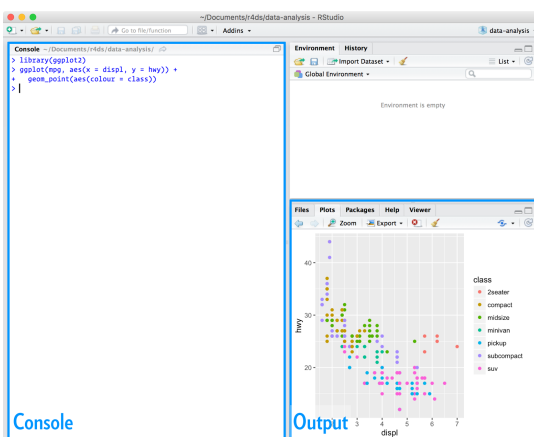 ~/Documents/r4ds/data-analysis - RStudio
Go to file/function
Addins
data-analysis
Console ~/Documents/r4ds/data-analysis/
> library(ggplot2)
> ggplot(mpg, aes(x = displ, y = hwy)) +
+   geom_point(aes(colour = class))
>
Console
Environment History
Import Dataset
List
Global Environment
Environment is empty
Files Plots Packages Help Viewer
Zoom Export
40
30
20
hwy
3 4 5 6 7
displ
class
2seater
compact
midsize
minivan
pickup
subcompact
suv
Output